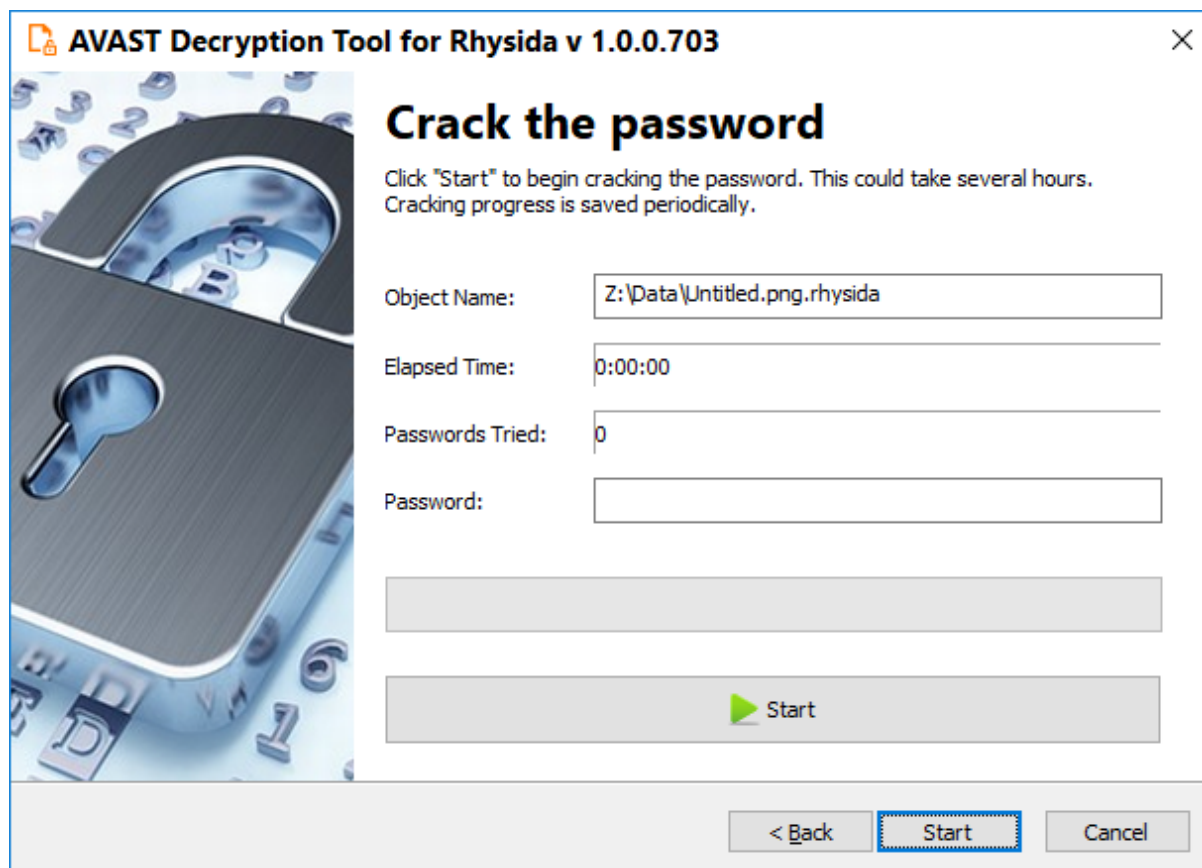 AVAST Decryption Tool for Rhysida v 1.0.0.703
Crack the password
Click "Start" to begin cracking the password. This could take several hours.
Cracking progress is saved periodically.
Object Name: Z:\Data\Untitled.png.rhysida
Elapsed Time: 0:00:00
Passwords Tried: 0
Password:
Start
< Back Start Cancel